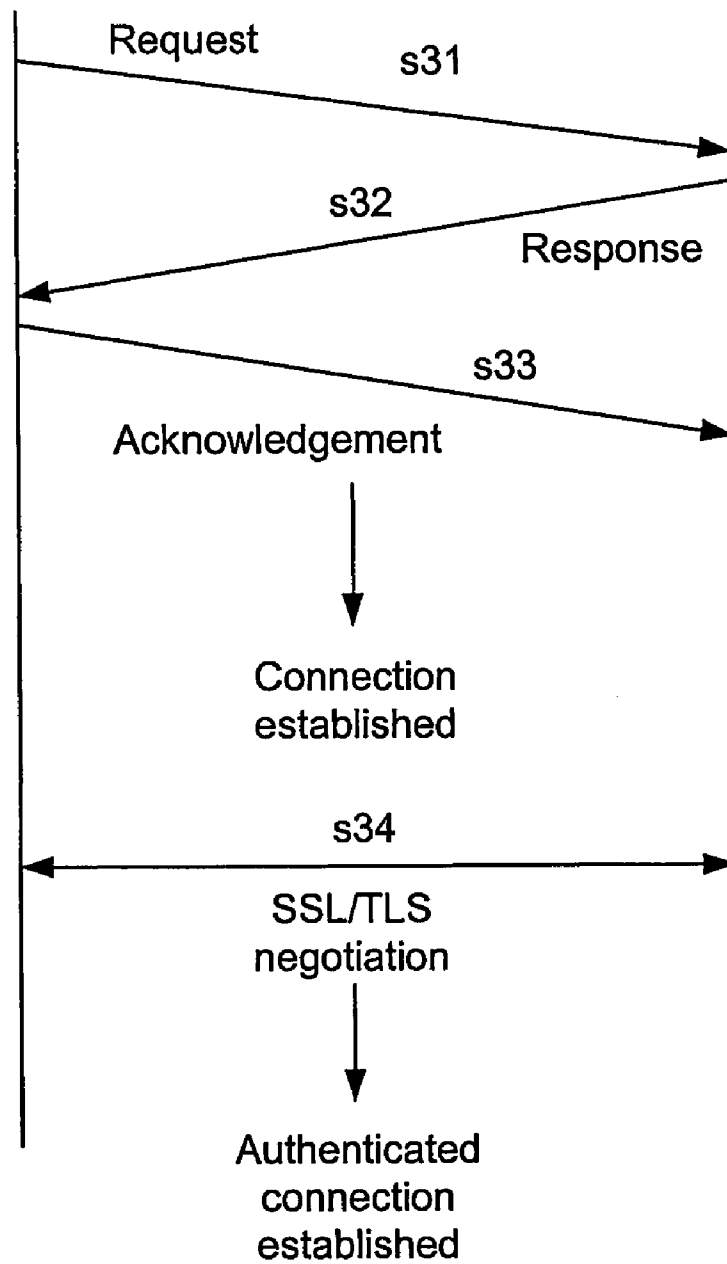 Request
s31
s32
Response
s33
Acknowledgement
Connection
established
s34
SSL/TLS
negotiation
Authenticated
connection
established